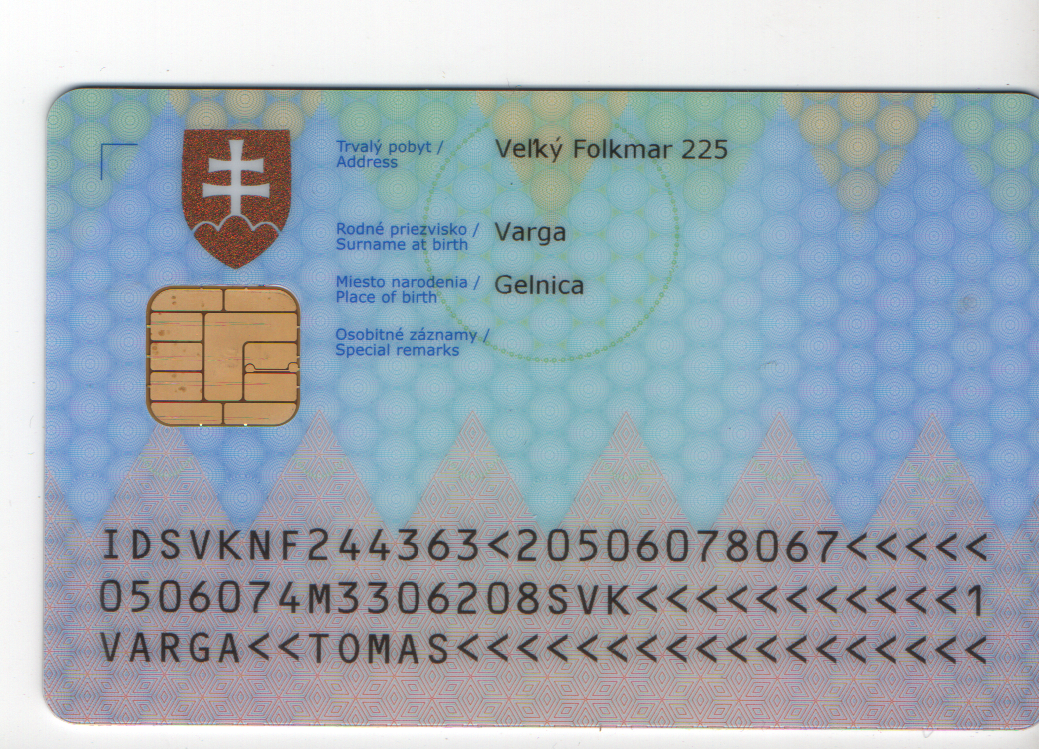 Trvalý pobyt / Veľký Folkmar 225
Address
Rodné priezvisko / Varga
Surname at birth
Miesto narodenia / Gelnica
Place of birth
Osobitné záznamy /
Special remarks
IDSVKNF244363<20506078067<<<<<
0506074M3306208SVK<<<<<<<<<<<1
VARGA<<TOMAS<<<<<<<<<<<<<<<<<<